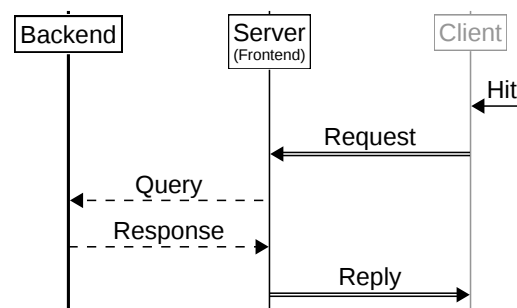 Backend
Server
(Frontend)
Client
Hit
Request
Query
Response
Reply